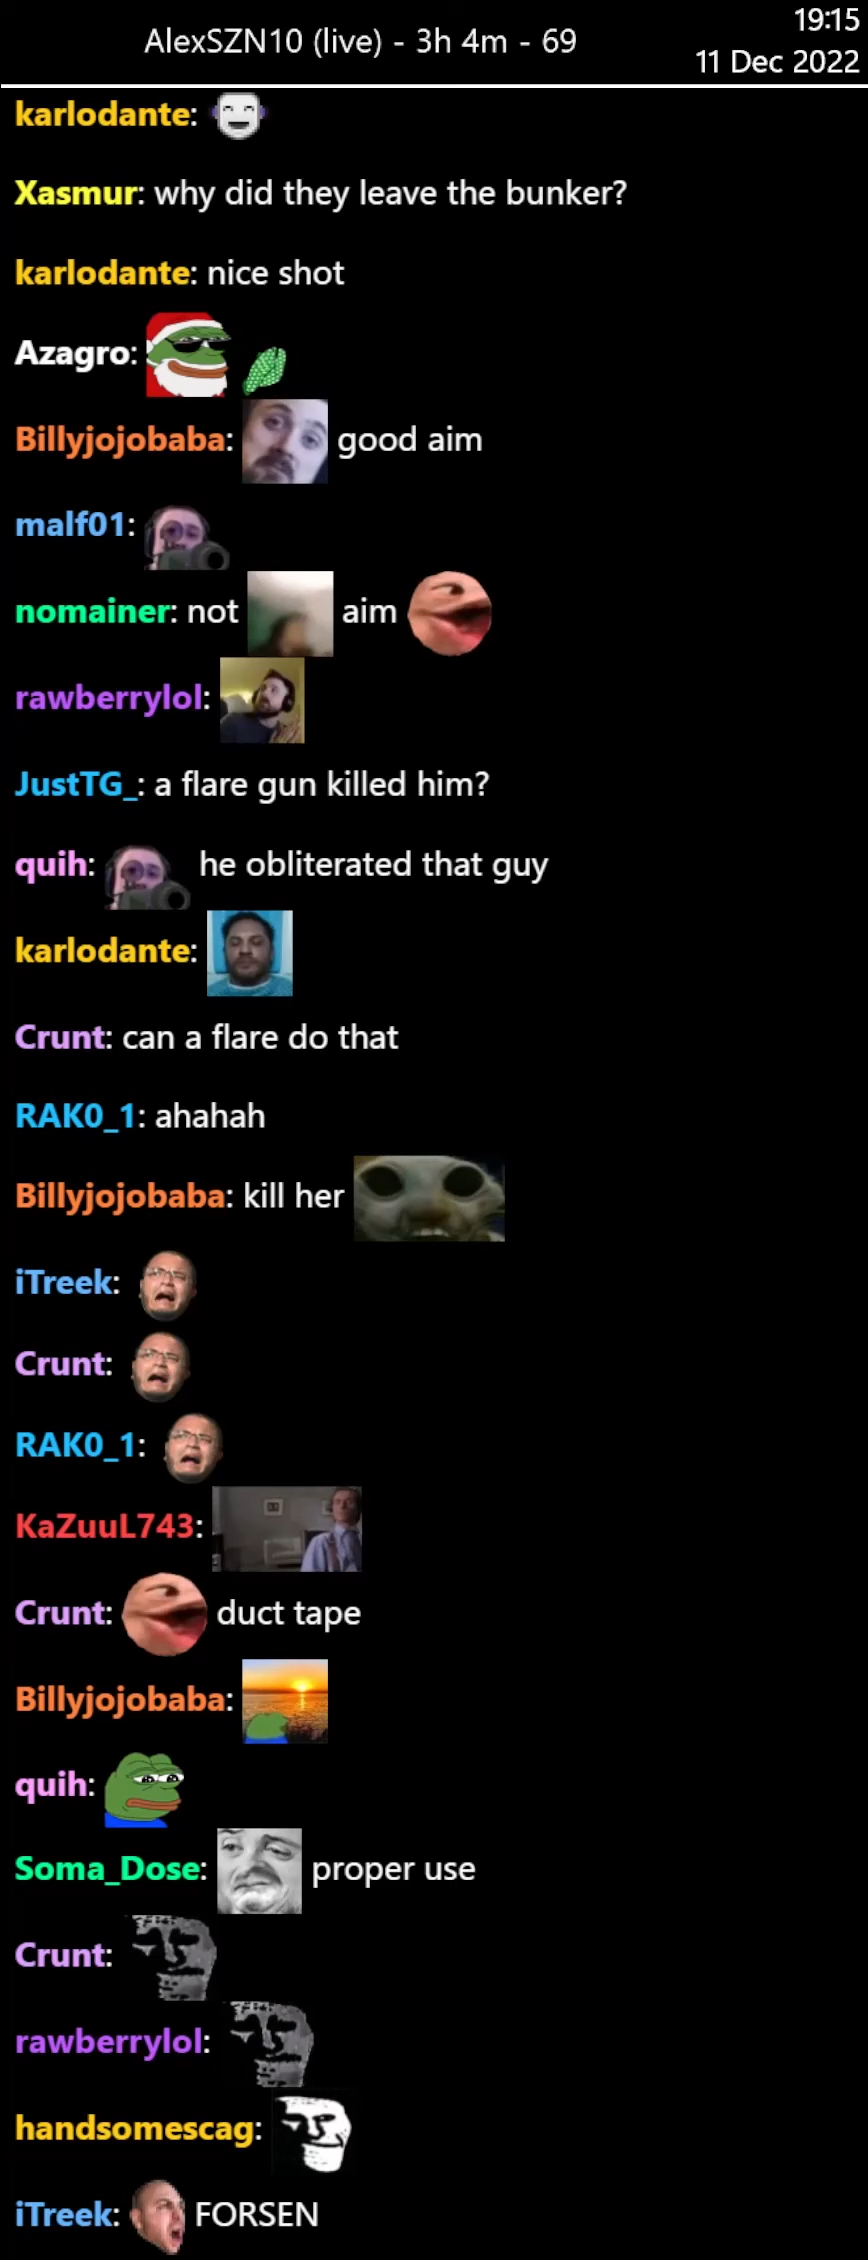 AlexSZN10 (live) - 3h 4m - 69
19:15
11 Dec 2022
karlodante:
Xasmur: why did they leave the bunker?
karlodante: nice shot
Azagro:
Billyjojobaba: good aim
malf01:
nomainer: not aim
rawberrylol:
JustTG_: a flare gun killed him?
quih: he obliterated that guy
karlodante:
Crunt: can a flare do that
RAK0_1: ahahah
Billyjojobaba: kill her
iTreek:
Crunt:
RAK0_1:
KaZuuL743:
Crunt: duct tape
Billyjojobaba:
quih:
Soma_Dose: proper use
Crunt:
rawberrylol:
handsomescag:
iTreek: FORSEN